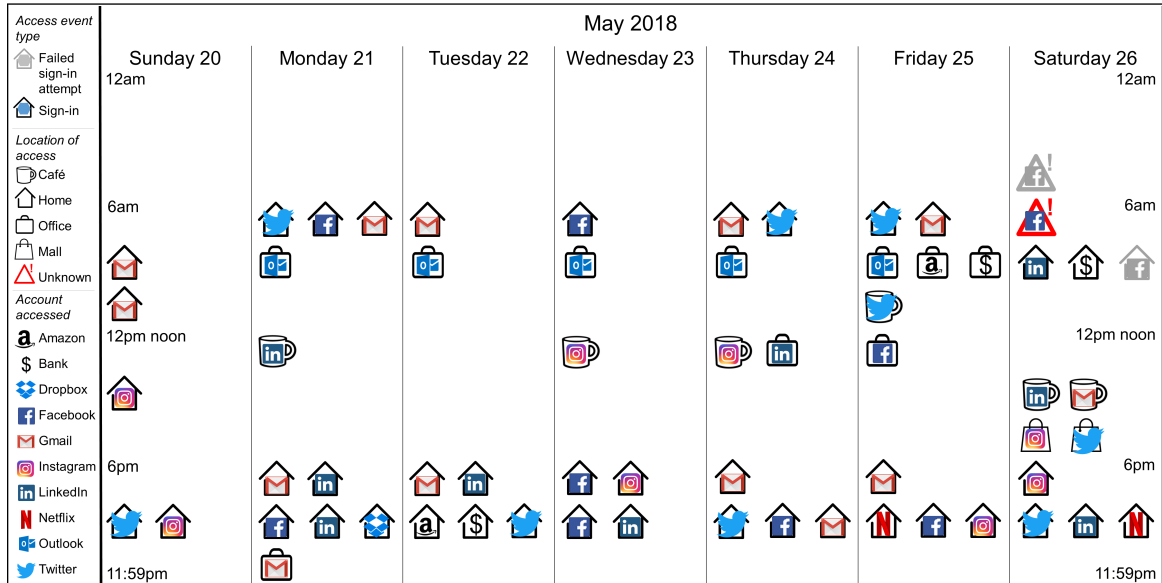 May 2018
Access event
type
Failed
sign-in
attempt
Sign-in
Location of
access
Café
Home
Office
Mall
Unknown
Account
accessed
Amazon
Bank
Dropbox
Facebook
Gmail
Instagram
LinkedIn
Netflix
Outlook
Twitter
Sunday 20 Monday 21 Tuesday 22 Wednesday 23 Thursday 24 Friday 25 Saturday 26
12am 12am
6am 6am
12pm noon 12pm noon
6pm 6pm
11:59pm 11:59pm